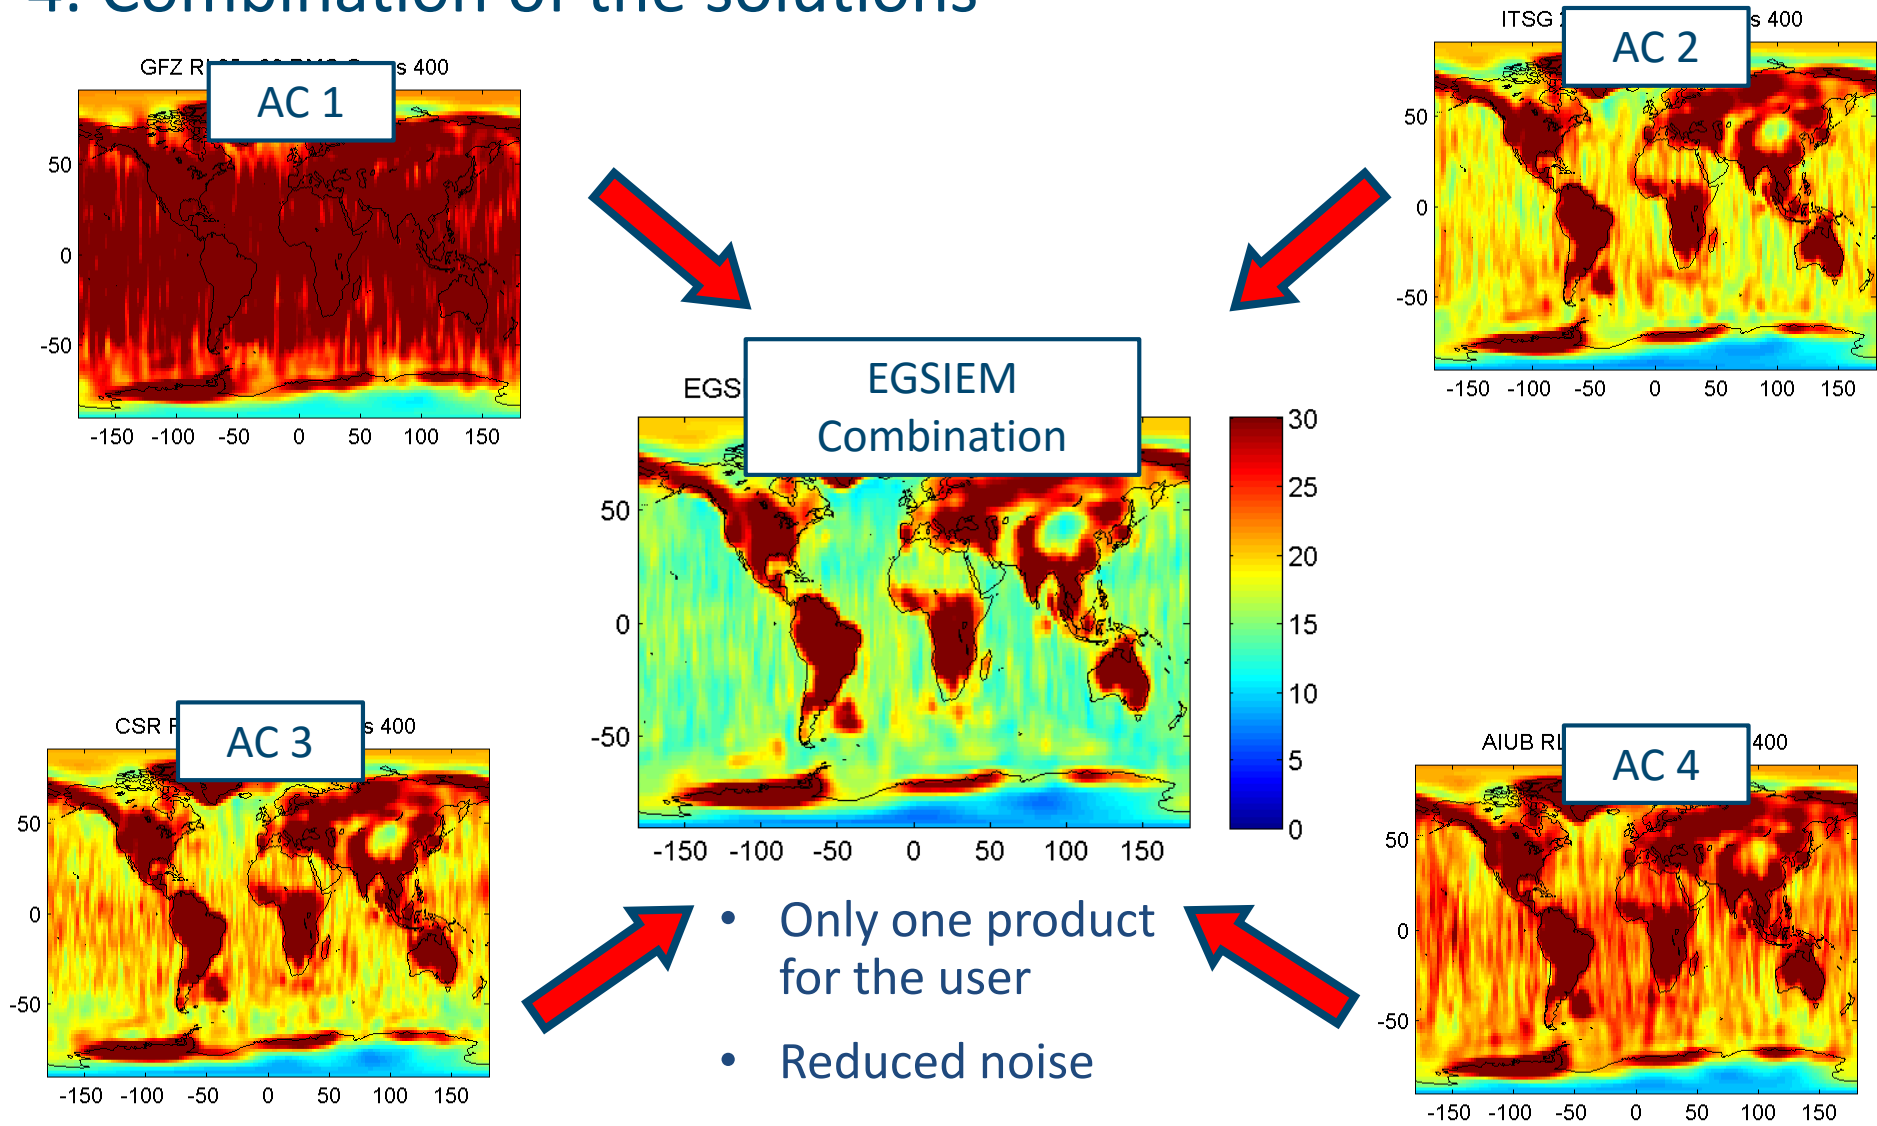 4. Combination of the solutions
GFZ s 400
AC 1
50
0
-50
-150 -100 -50 0 50 100 150
ITSG s 400
AC 2
50
0
-50
-150 -100 -50 0 50 100 150
EGS
EGSIEM
Combination
50
0
-50
-150 -100 -50 0 50 100 150
30
25
20
15
10
5
0
CSR s 400
AC 3
50
0
-50
-150 -100 -50 0 50 100 150
AIUB RL 400
AC 4
50
0
-50
-150 -100 -50 0 50 100 150
• Only one product
for the user
• Reduced noise